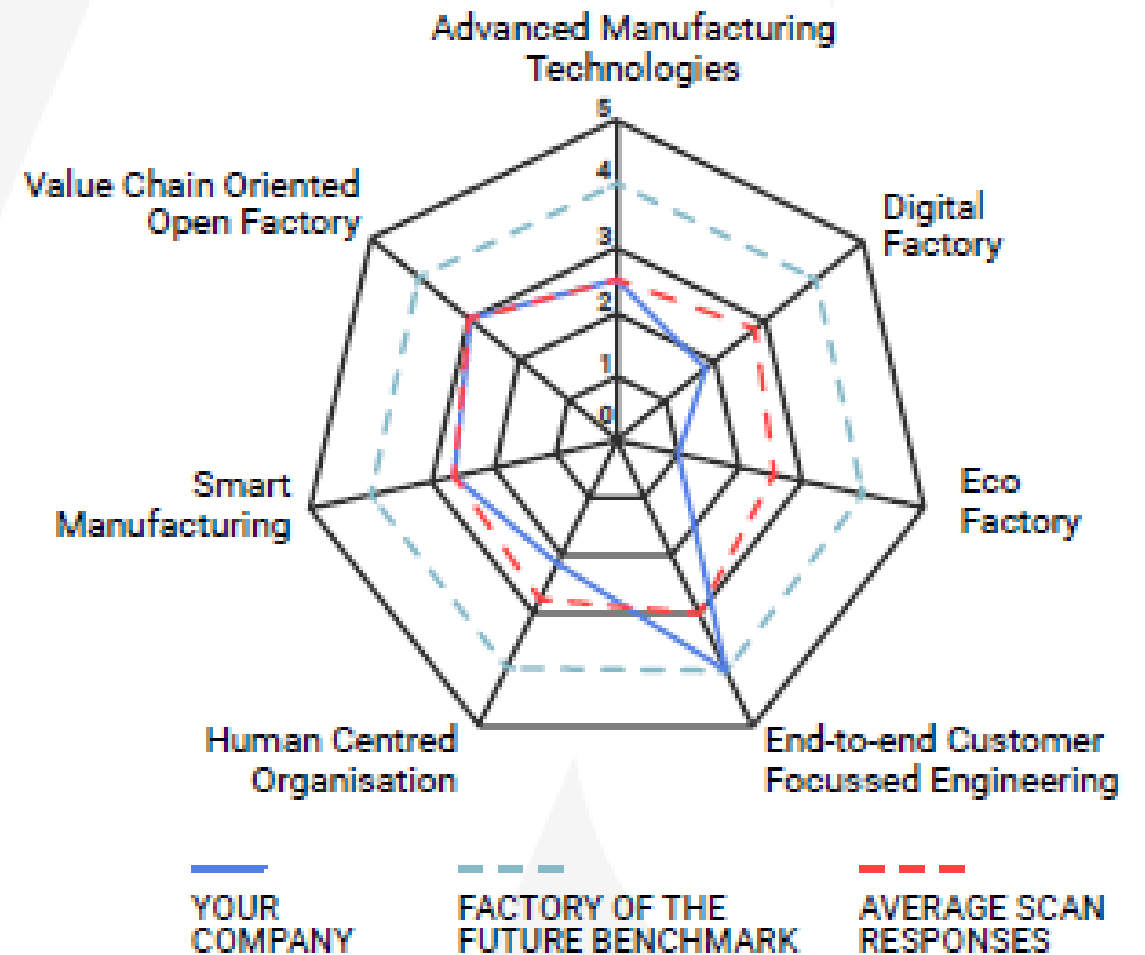 Advanced Manufacturing
Technologies
5
4
3
2
1
0
Value Chain Oriented
Open Factory
Digital
Factory
Smart
Manufacturing
Eco
Factory
Human Centred
Organisation
End-to-end Customer
Focussed Engineering
YOUR
COMPANY
FACTORY OF THE
FUTURE BENCHMARK
AVERAGE SCAN
RESPONSES